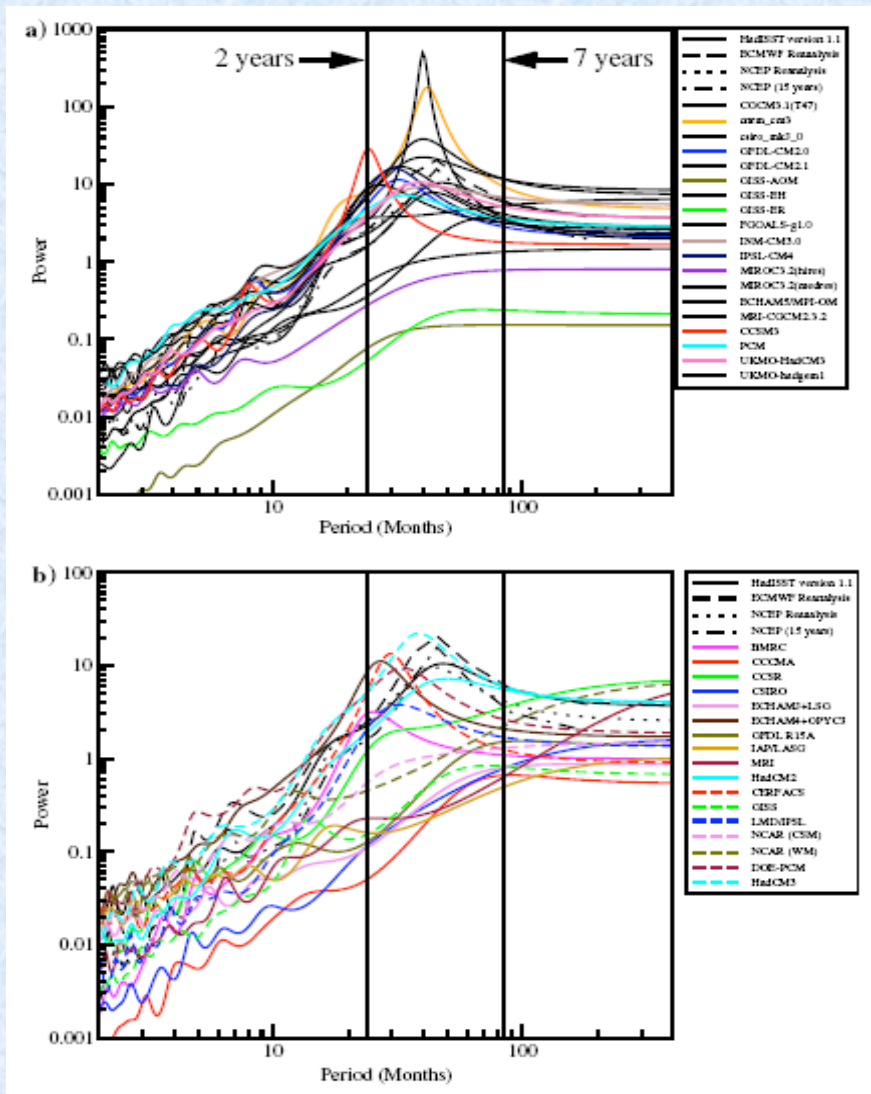 a)
1000
100
10
1
0.1
0.01
0.001
Power
2 years
7 years
10
100
Period (Months)
HadISST version 1.1
ECMWF Reanalysis
NCEP Reanalysis
NCEP (15 years)
CGCM3.1(T47)
cnrm_cm3
csiro_mk3_0
GFDL-CM2.0
GFDL-CM2.1
GISS-AOM
GISS-EH
GISS-ER
FGOALS-g1.0
INM-CM3.0
IPSL-CM4
MIROC3.2(hires)
MIROC3.2(medres)
ECHAM5/MPI-OM
MRI-CGCM2.3.2
CCSM3
PCM
UKMO-HadCM3
UKMO-hadgem1
b)
100
10
1
0.1
0.01
0.001
Power
10
100
Period (Months)
HadISST version 1.1
ECMWF Reanalysis
NCEP Reanalysis
NCEP (15 years)
BMRC
CCCMA
CCSR
CSIRO
ECHAM3+LSG
ECHAM4+OPYC3
GFDL R15A
IAP/LASG
MRI
HadCM2
CERFACS
GISS
LMD/IPSL
NCAR (CSM)
NCAR (WM)
DOE-PCM
HadCM3